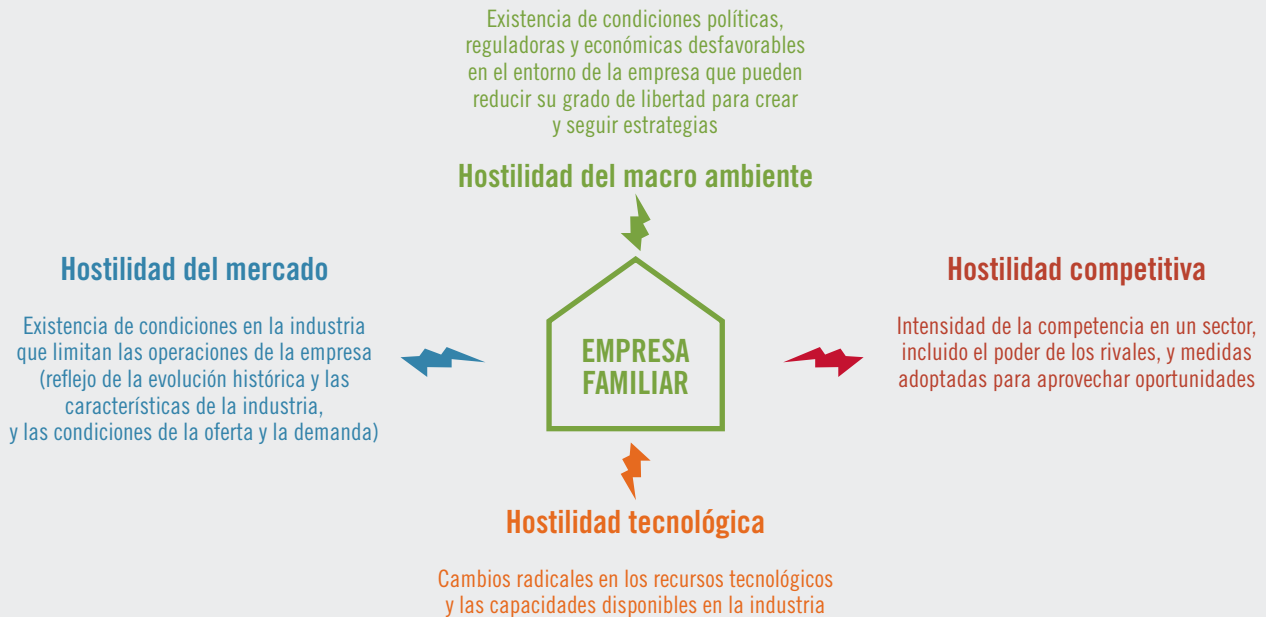 Existencia de condiciones políticas,
reguladoras y económicas desfavorables
en el entorno de la empresa que pueden
reducir su grado de libertad para crear
y seguir estrategias
Hostilidad del macro ambiente
Hostilidad del mercado
Existencia de condiciones en la industria
que limitan las operaciones de la empresa
(reflejo de la evolución histórica y las
características de la industria,
y las condiciones de la oferta y la demanda)
EMPRESA
FAMILIAR
Hostilidad competitiva
Intensidad de la competencia en un sector,
incluido el poder de los rivales, y medidas
adoptadas para aprovechar oportunidades
Hostilidad tecnológica
Cambios radicales en los recursos tecnológicos
y las capacidades disponibles en la industria